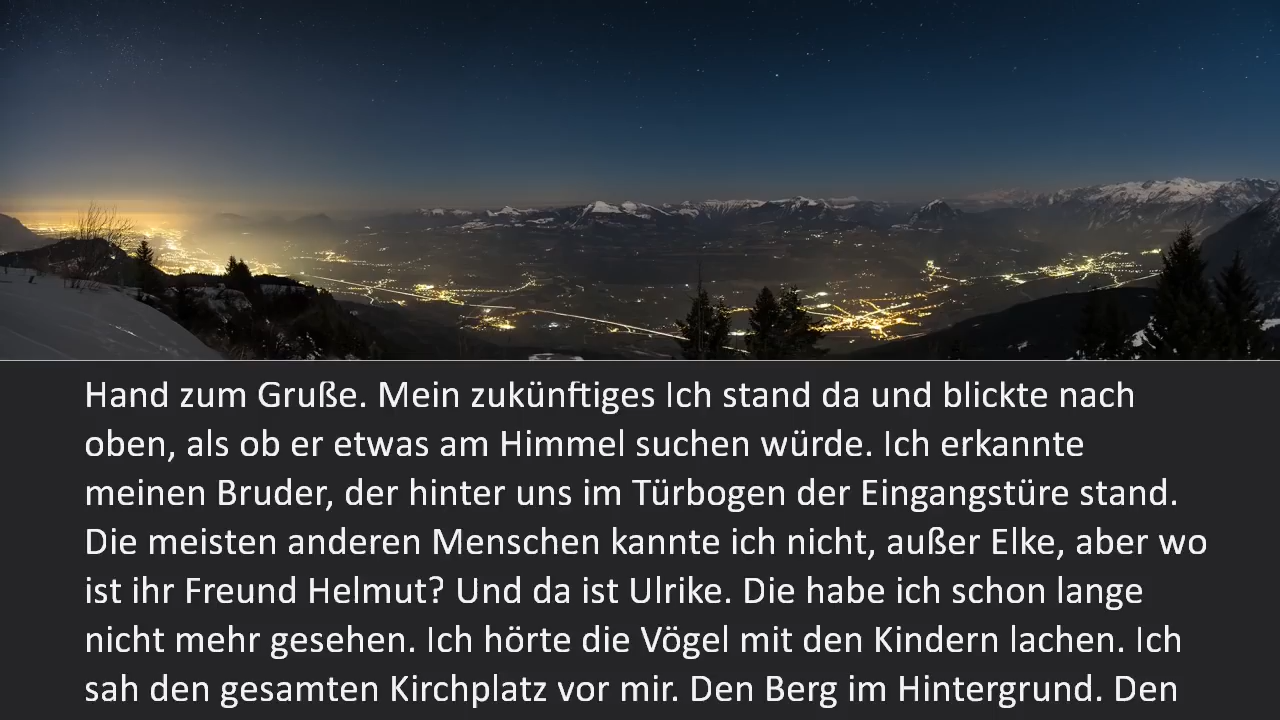 Hand zum Gruße. Mein zukünftiges Ich stand da und blickte nach
oben, als ob er etwas am Himmel suchen würde. Ich erkannte
meinen Bruder, der hinter uns im Türbogen der Eingangstüre stand.
Die meisten anderen Menschen kannte ich nicht, außer Elke, aber wo
ist ihr Freund Helmut? Und da ist Ulrike. Die habe ich schon lange
nicht mehr gesehen. Ich hörte die Vögel mit den Kindern lachen. Ich
sah den gesamten Kirchplatz vor mir. Den Berg im Hintergrund. Den